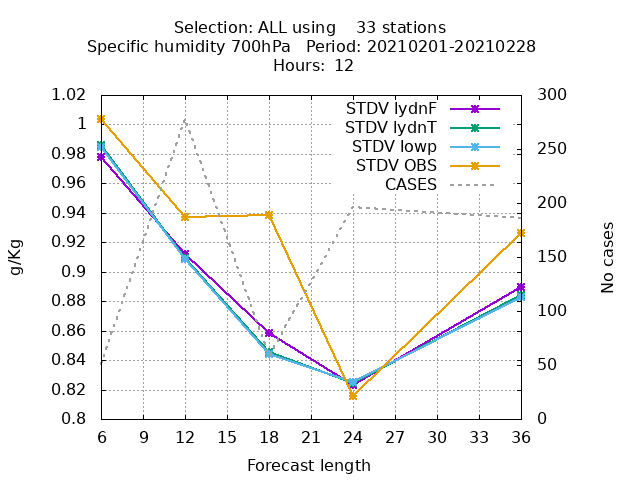 Selection: ALL using    33 stations
Specific humidity 700hPa   Period: 20210201-20210228
Hours:  12
STDV lydnF
STDV lydnT
STDV lowp
STDV OBS
CASES
1.02
1
0.98
0.96
0.94
0.92
0.9
0.88
0.86
0.84
0.82
0.8
300
250
200
150
100
50
0
g/Kg
No cases
6 9 12 15 18 21 24 27 30 33 36
Forecast length